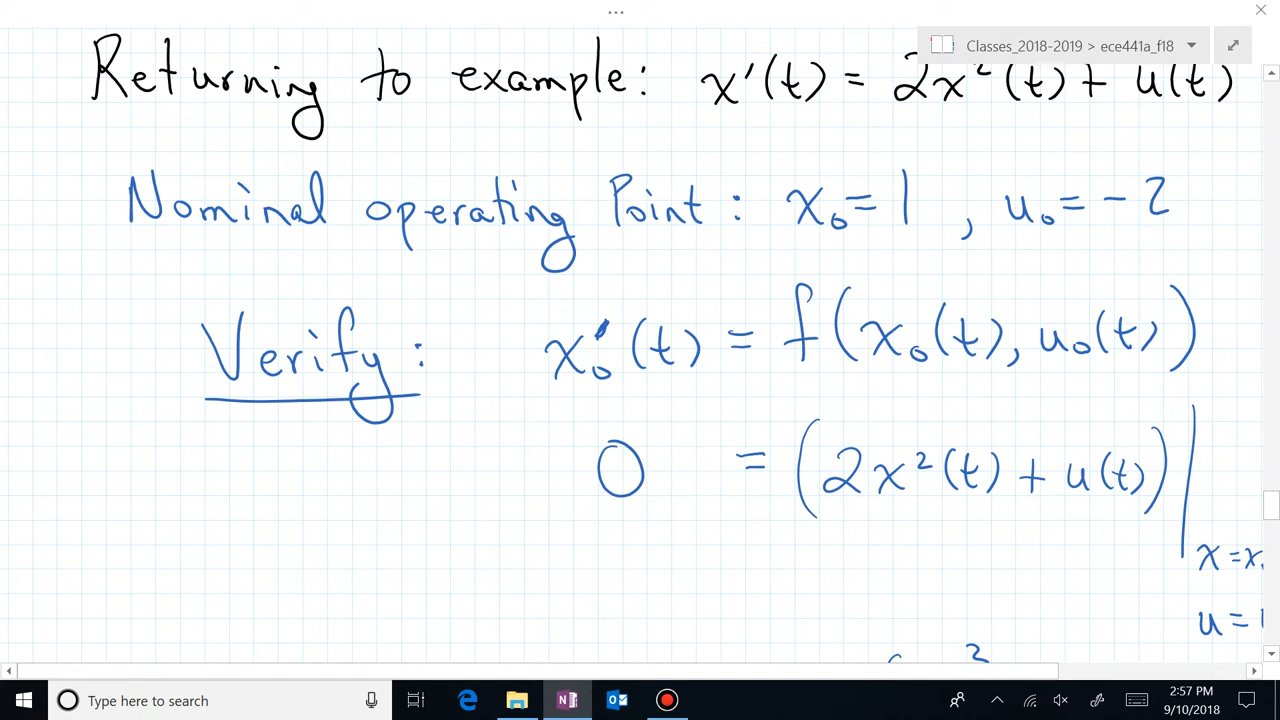 Classes_2018-2019 > ece441a_f18
Returning to example: x'(t) = 2x²(t) + u(t)
Nominal operating Point: x₀ = 1, u₀ = -2
Verify: x₀'(t) = f(x₀(t), u₀(t))
0 = (2x²(t) + u(t))|
x = x
u =
2
Type here to search
2:57 PM
9/10/2018